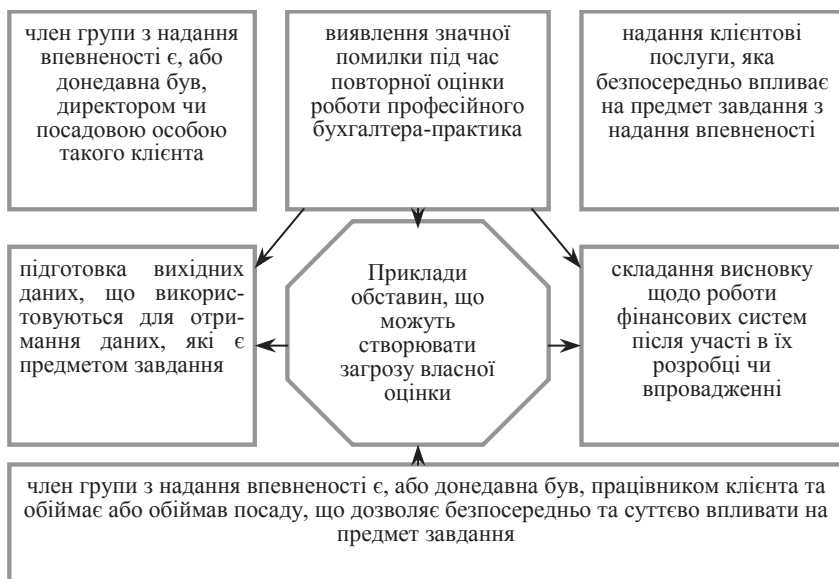 член групи з надання
впевненості є, або
донедавна був,
директором чи
посадовою особою
такого клієнта
виявлення значної
помилки під час
повторної оцінки
роботи професійного
бухгалтера-практика
надання клієнтові
послуги, яка
безпосередньо впливає
на предмет завдання з
надання впевненості
підготовка вихідних
даних, що викорис-
товуються для отри-
мання даних, які є
предметом завдання
Приклади
обставин, що
можуть
створювати
загрозу власної
оцінки
складання висновку
щодо роботи
фінансових систем
після участі в їх
розробці чи
впровадженні
член групи з надання впевненості є, або донедавна був, працівником клієнта та
обіймає або обіймав посаду, що дозволяє безпосередньо та суттєво впливати на
предмет завдання